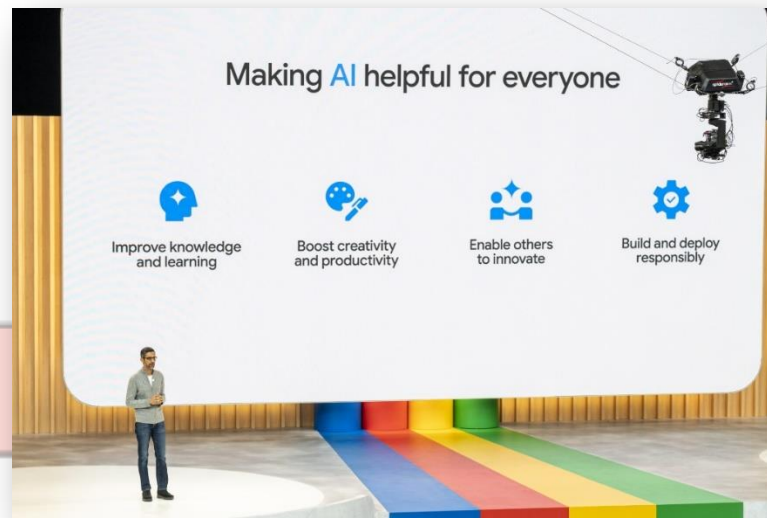 Making AI helpful for everyone
Improve knowledge
and learning
Boost creativity
and productivity
Enable others
to innovate
Build and deploy
responsibly